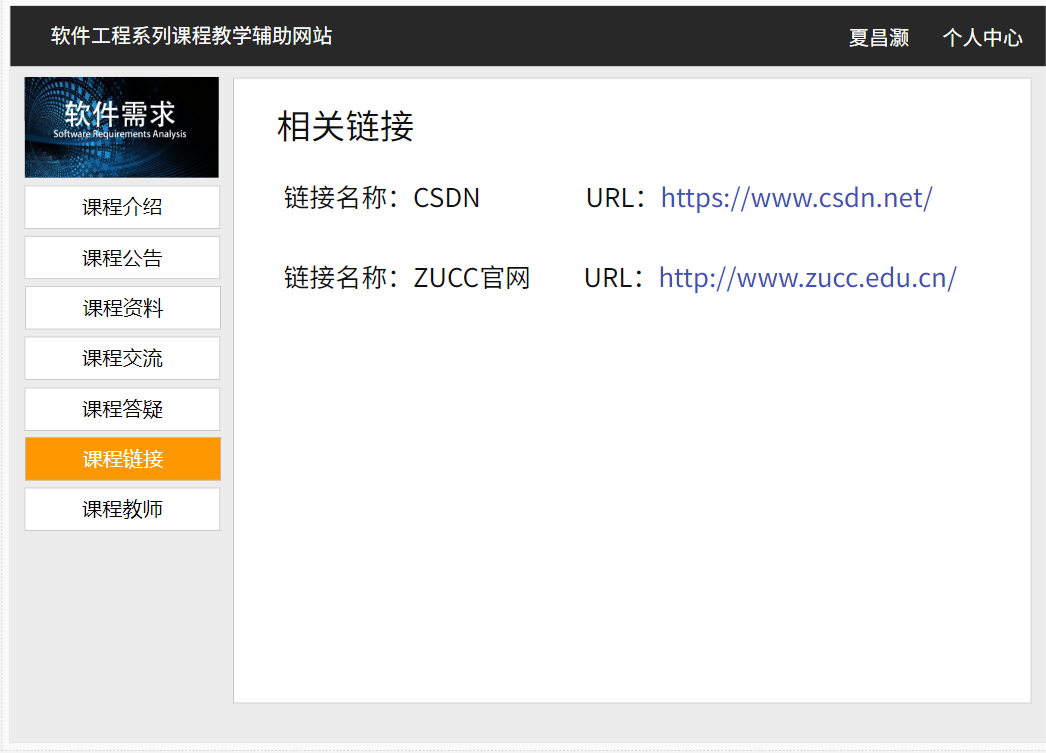 软件工程系列课程教学辅助网站
夏昌灏 个人中心
软件需求
Software Requirements Analysis
课程介绍
课程公告
课程资料
课程交流
课程答疑
课程链接
课程教师
相关链接
链接名称：CSDN URL：https://www.csdn.net/
链接名称：ZUCC官网 URL：http://www.zucc.edu.cn/